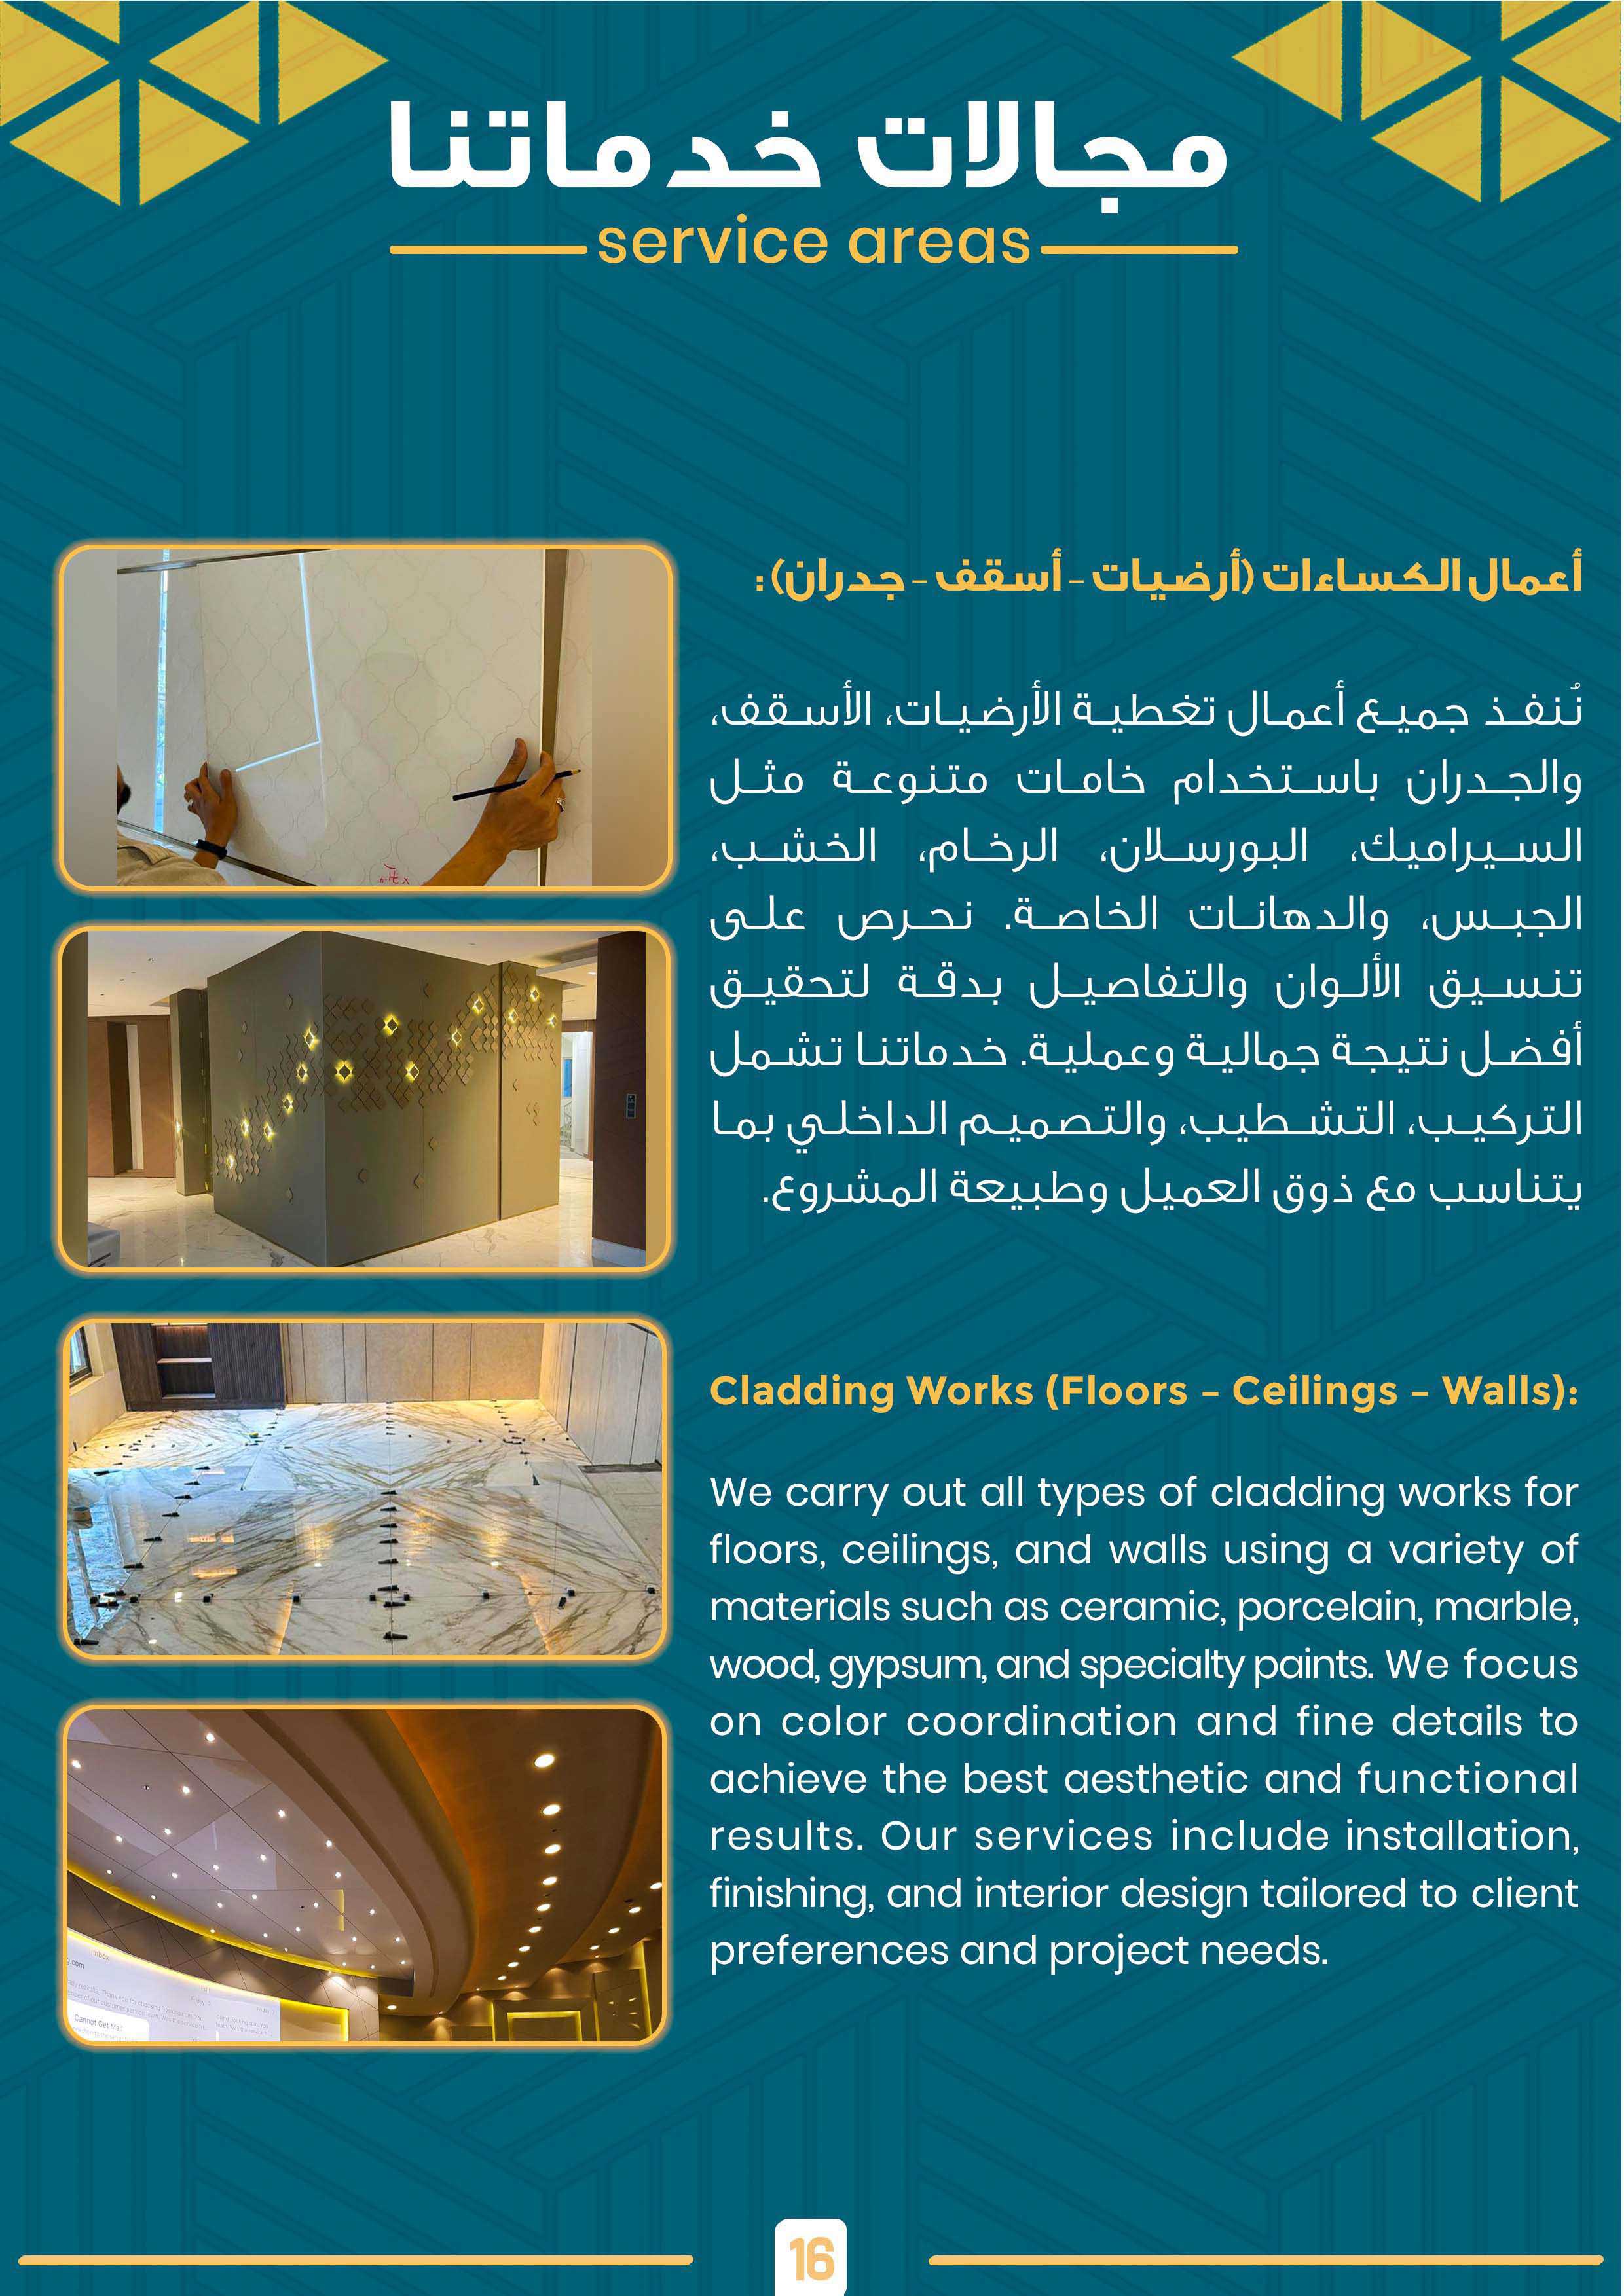 مجالات خدماتنا
service areas
أعمال الكساءات (أرضيات - أسقف - جدران) :
نُنفذ جميع أعمال تغطية الأرضيات، الأسقف،
والجدران باستخدام خامات متنوعة مثل
السيراميك، البورسلان، الرخام، الخشب،
الجبس، والدهانات الخاصة. نحرص على
تنسيق الألوان والتفاصيل بدقة لتحقيق
أفضل نتيجة جمالية وعملية. خدماتنا تشمل
التركيب، التشطيب، والتصميم الداخلي بما
يتناسب مع ذوق العميل وطبيعة المشروع.
Cladding Works (Floors – Ceilings – Walls):
We carry out all types of cladding works for
floors, ceilings, and walls using a variety of
materials such as ceramic, porcelain, marble,
wood, gypsum, and specialty paints. We focus
on color coordination and fine details to
achieve the best aesthetic and functional
results. Our services include installation,
finishing, and interior design tailored to client
preferences and project needs.
Inbox
Cannot Get Mail
16